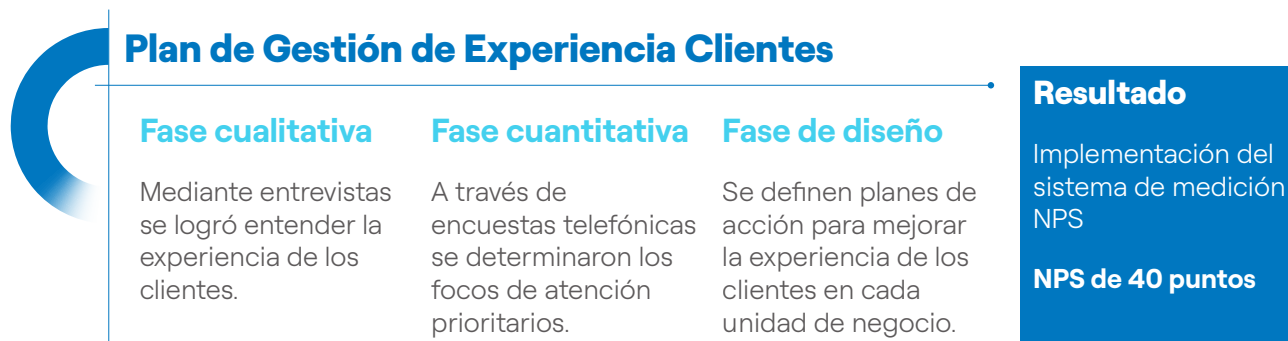 Plan de Gestión de Experiencia Clientes
Fase cualitativa
Mediante entrevistas
se logró entender la
experiencia de los
clientes.
Fase cuantitativa
A través de
encuestas telefónicas
se determinaron los
focos de atención
prioritarios.
Fase de diseño
Se definen planes de
acción para mejorar
la experiencia de los
clientes en cada
unidad de negocio.
Resultado
Implementación del
sistema de medición
NPS
NPS de 40 puntos